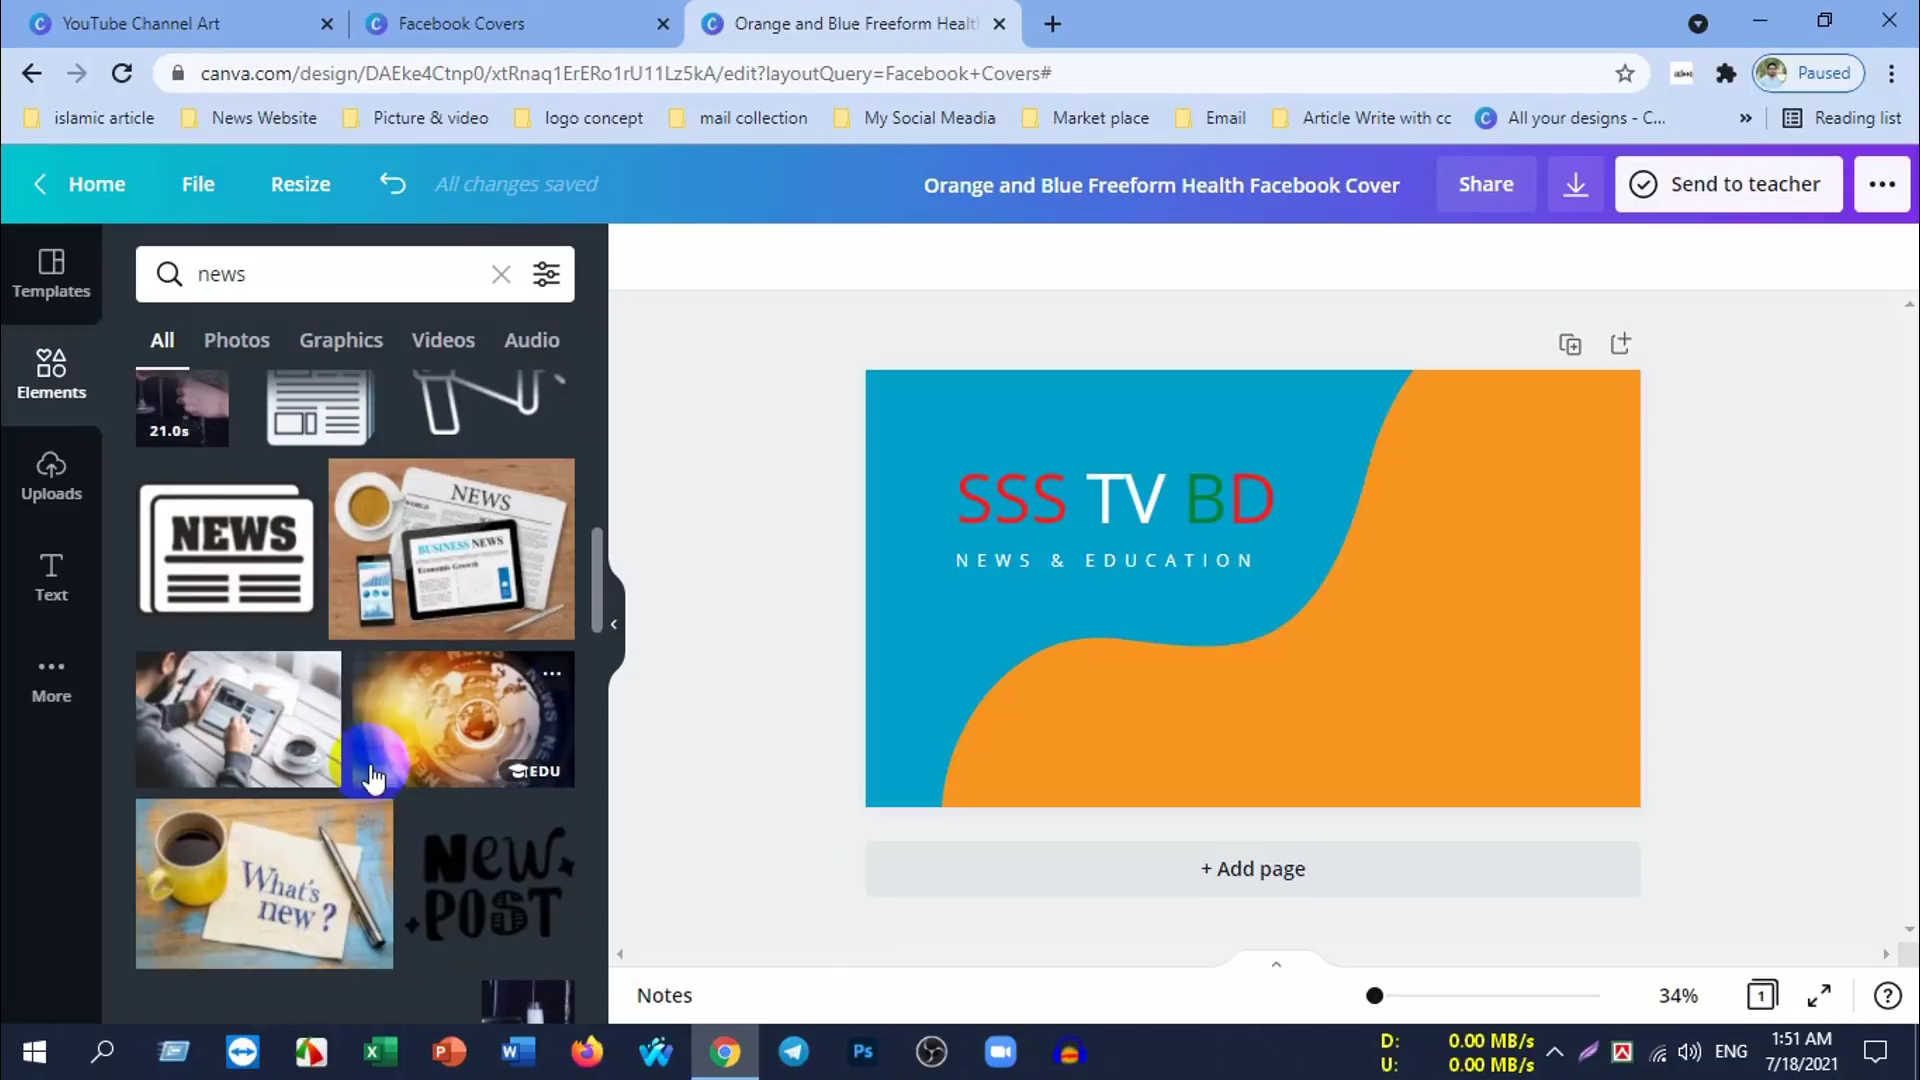 YouTube Channel Art
Facebook Covers
Orange and Blue Freeform Healt
canva.com/design/DAEke4Ctnp0/xtRnaq1ErERo1rU11Lz5kA/edit?layoutQuery=Facebook+Covers#
Paused
islamic article
News Website
Picture & video
logo concept
mail collection
My Social Meadia
Market place
Email
Article Write with cc
All your designs - C...
Reading list
Home
File
Resize
All changes saved
Orange and Blue Freeform Health Facebook Cover
Share
Send to teacher
Templates
Elements
Uploads
Text
More
news
All
Photos
Graphics
Videos
Audio
21.0s
NEWS
NEWS
BUSINESS NEWS
Economic Growth
EDU
What's
new?
New
POST
SSS TV BD
NEWS & EDUCATION
+ Add page
Notes
34%
1
D: 0.00 MB/s
U: 0.00 MB/s
ENG
1:51 AM
7/18/2021